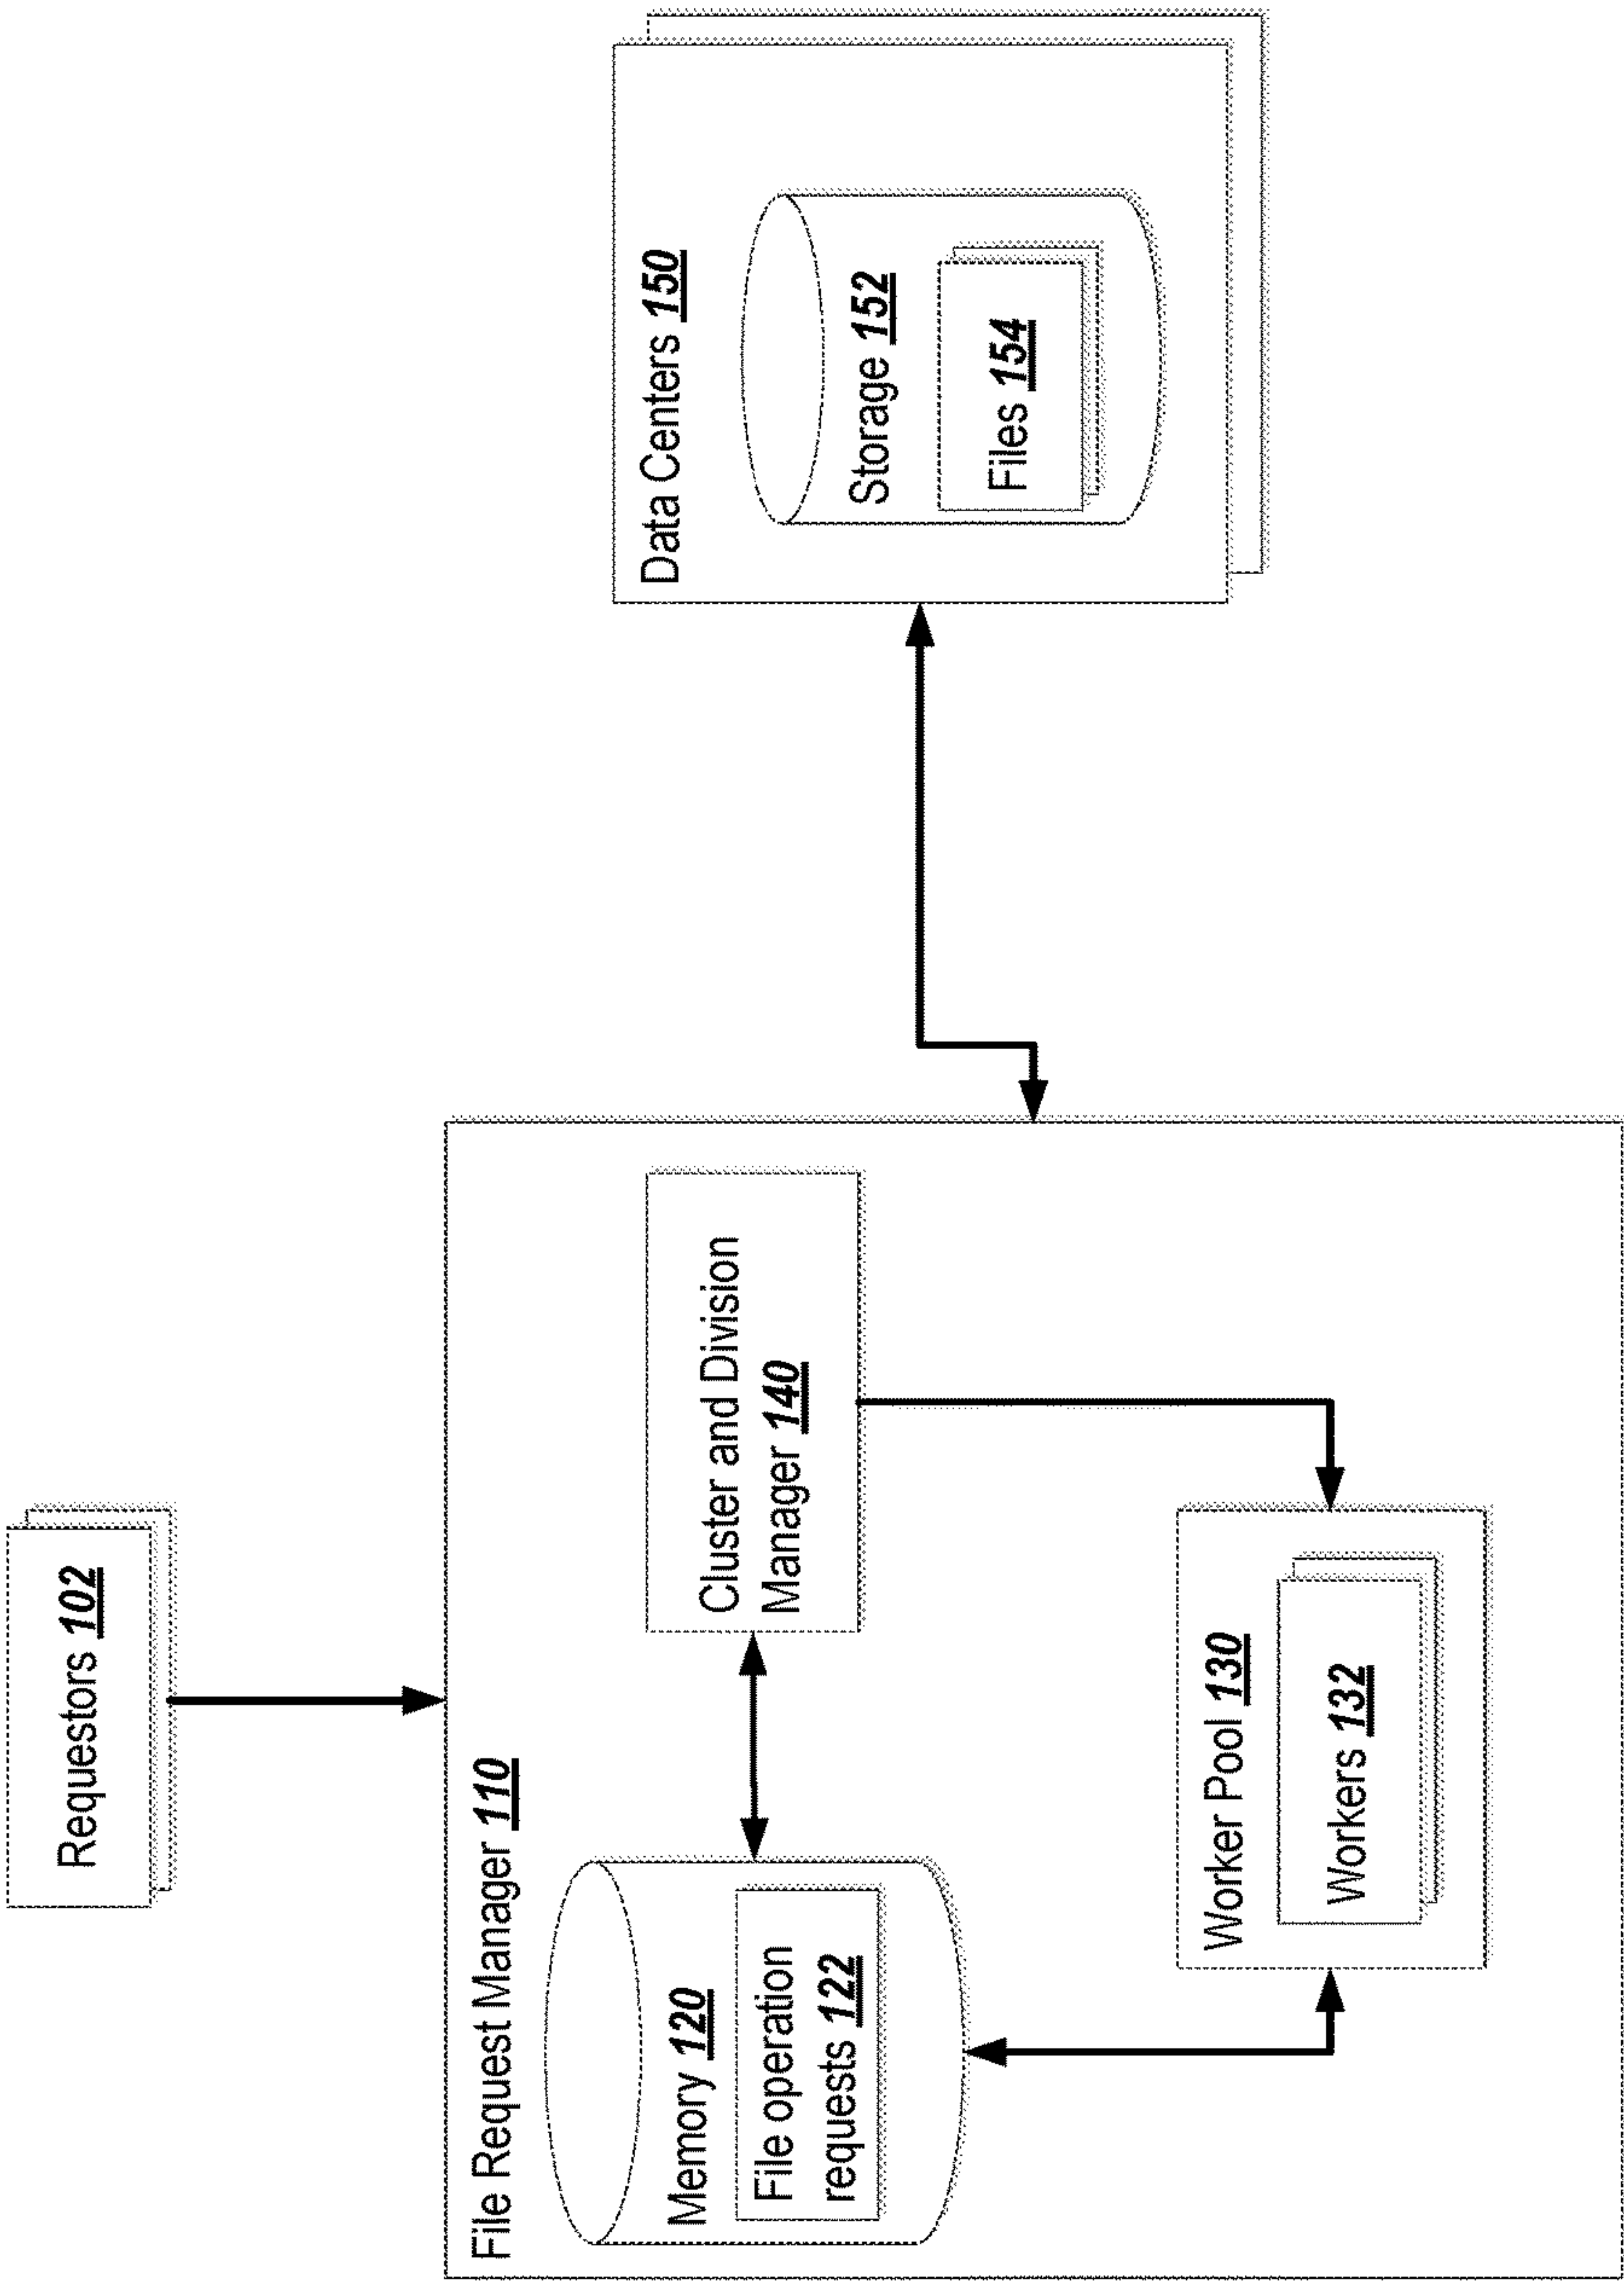 Requestors 102
File Request Manager 110
Memory 120
File operation
requests 122
Cluster and Division
Manager 140
Worker Pool 130
Workers 132
Data Centers 150
Storage 152
Files 154